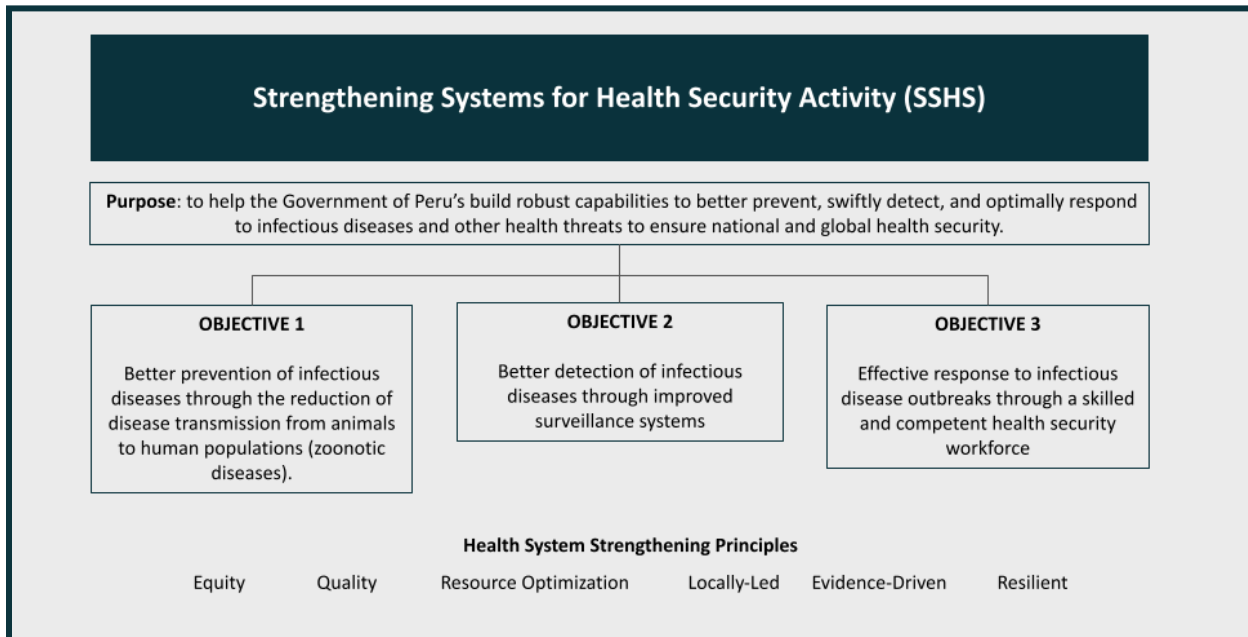 Strengthening Systems for Health Security Activity (SSHS)
Purpose: to help the Government of Peru's build robust capabilities to better prevent, swiftly detect, and optimally respond
to infectious diseases and other health threats to ensure national and global health security.
OBJECTIVE 1
Better prevention of infectious
diseases through the reduction of
disease transmission from animals
to human populations (zoonotic
diseases).
OBJECTIVE 2
Better detection of infectious
diseases through improved
surveillance systems
OBJECTIVE 3
Effective response to infectious
disease outbreaks through a skilled
and competent health security
workforce
Health System Strengthening Principles
Equity Quality Resource Optimization Locally-Led Evidence-Driven Resilient